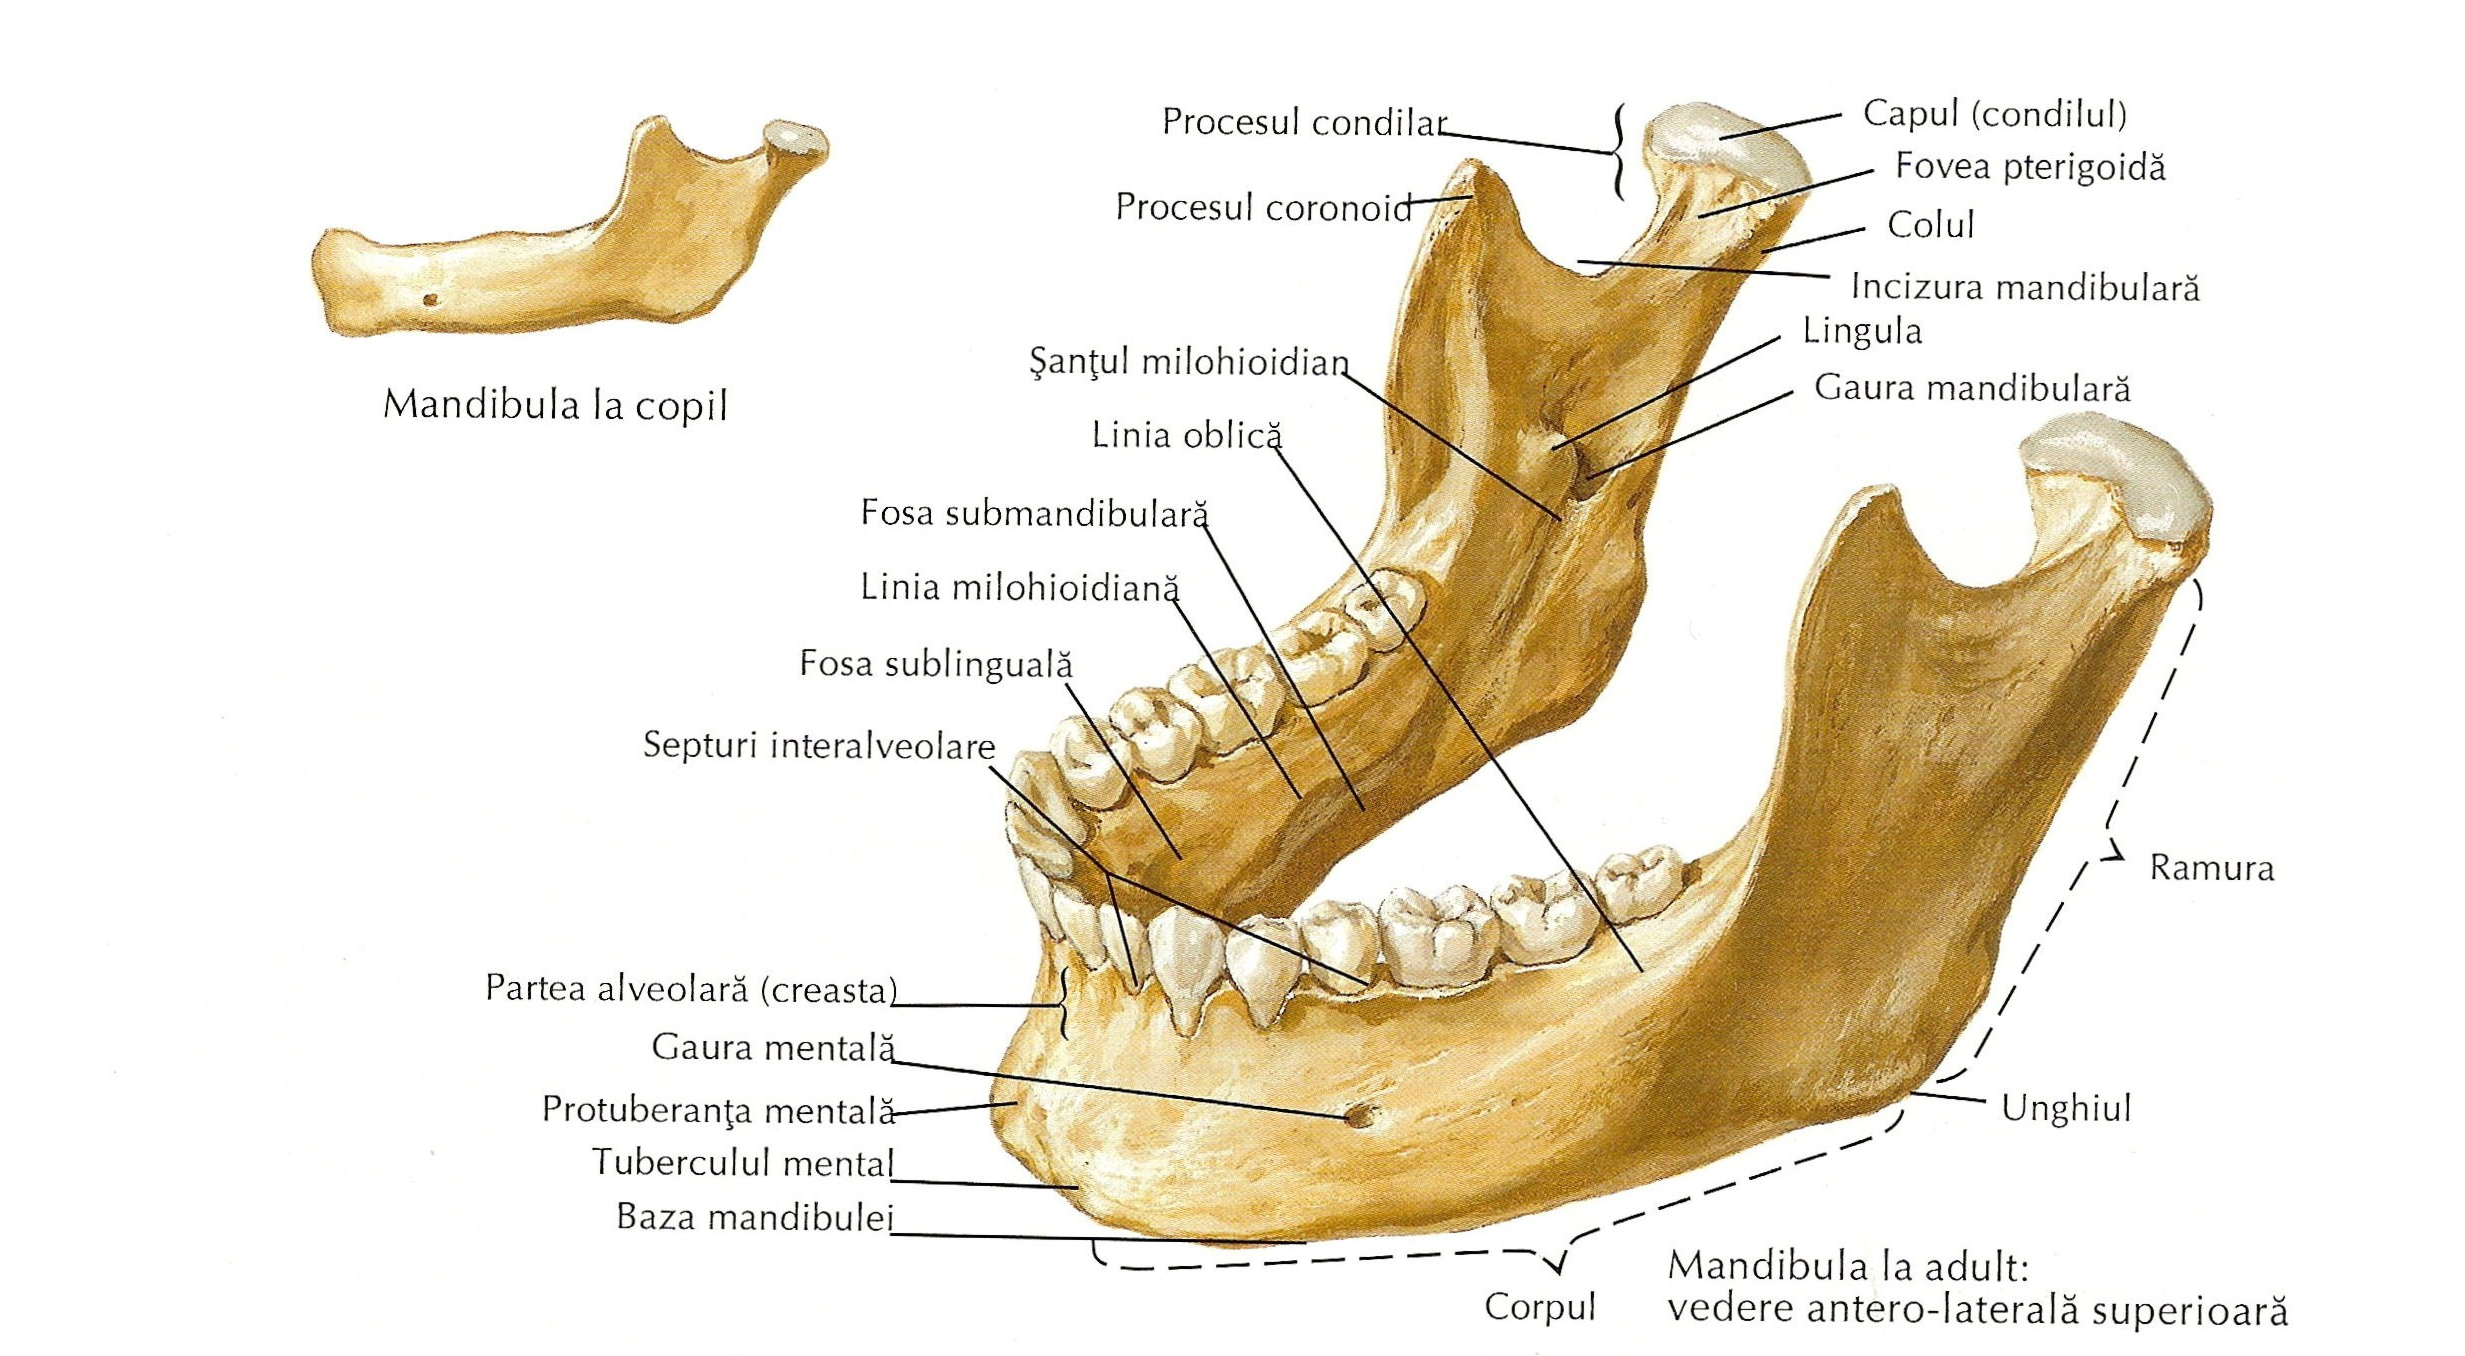 Procesul condilar
Procesul coronoid
Şanţul milohioidian
Linia oblică
Fosa submandibulară
Linia milohioidiană
Fosa sublinguală
Septuri interalveolare
Partea alveolară (creasta)
Gaura mentală
Protuberanţa mentală
Tuberculul mental
Baza mandibulei
Capul (condilul)
Fovea pterigoidă
Colul
Incizura mandibulară
Lingula
Gaura mandibulară
Ramura
Unghiul
Corpul
Mandibula la copil
Mandibula la adult:
vedere antero-laterală superioară